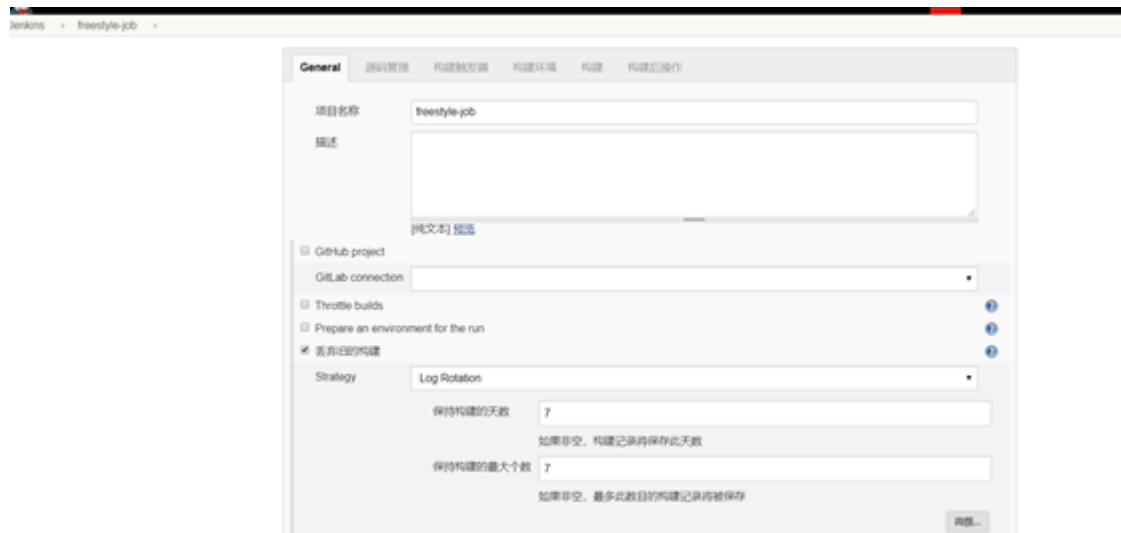 Jenkins › freestyle-job ›
General 源码管理 构建触发器 构建环境 构建 构建后操作
项目名称 freestyle-job
描述
[纯文本] 预览
GitHub project
GitLab connection
Throttle builds
Prepare an environment for the run
丢弃旧的构建
Strategy Log Rotation
保持构建的天数 7
如果非空，构建记录将保存此天数
保持构建的最大个数 7
如果非空，最多此数目的构建记录将被保存
高级...